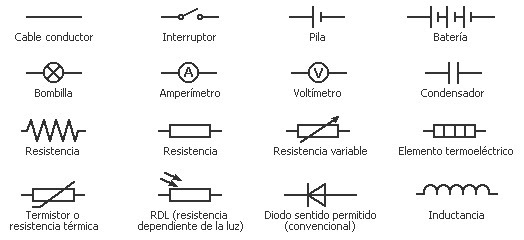 Cable conductor
Interruptor
Pila
Batería
A
V
Bombilla
Amperímetro
Voltímetro
Condensador
Resistencia
Resistencia
Resistencia variable
Elemento termoeléctrico
Termistor o
resistencia térmica
RDL (resistencia
dependiente de la luz)
Diodo sentido permitido
(convencional)
Inductancia